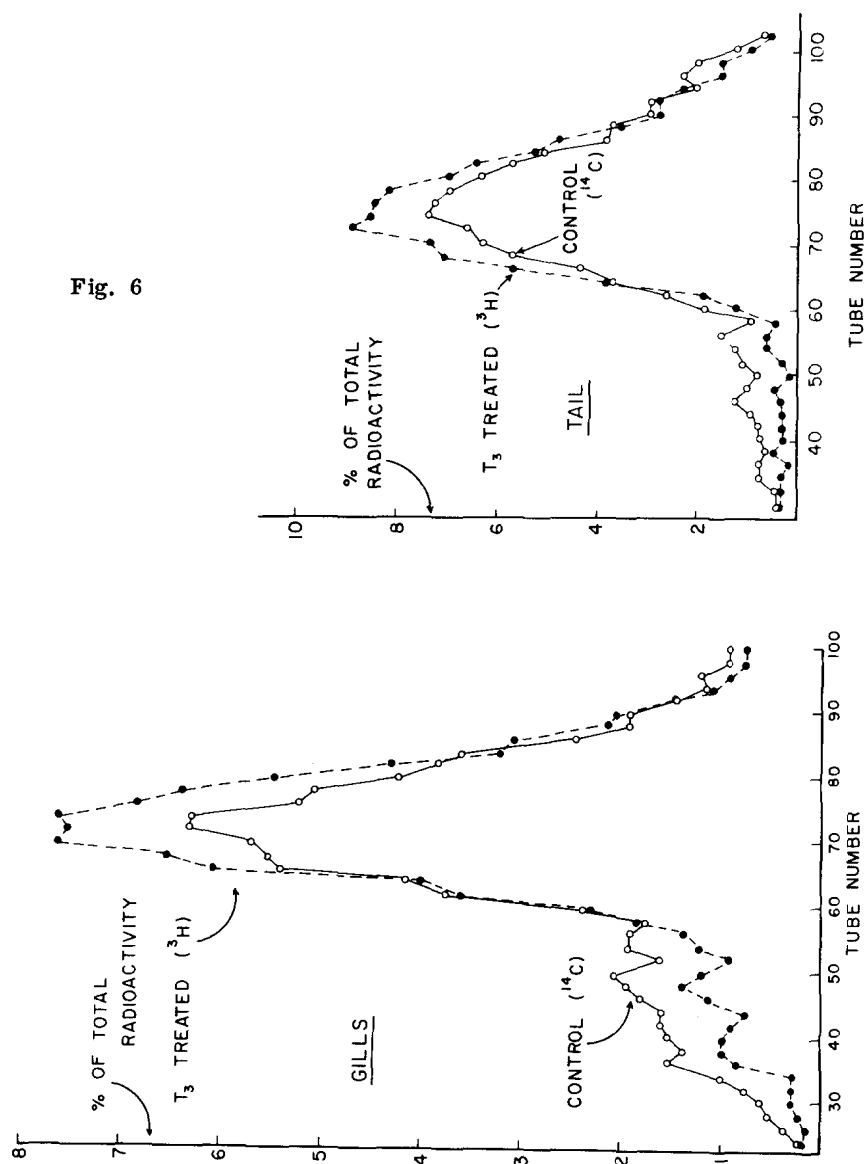 Fig. 6
% OF TOTAL
RADIOACTIVITY
T₃ TREATED (³H)
GILLS
CONTROL (¹⁴C)
8
7
6
5
4
3
2
1
30
40
50
60
70
80
90
100
TUBE NUMBER
% OF TOTAL
RADIOACTIVITY
T₃ TREATED (³H)
TAIL
CONTROL
(¹⁴C)
10
8
6
4
2
40
50
60
70
80
90
100
TUBE NUMBER